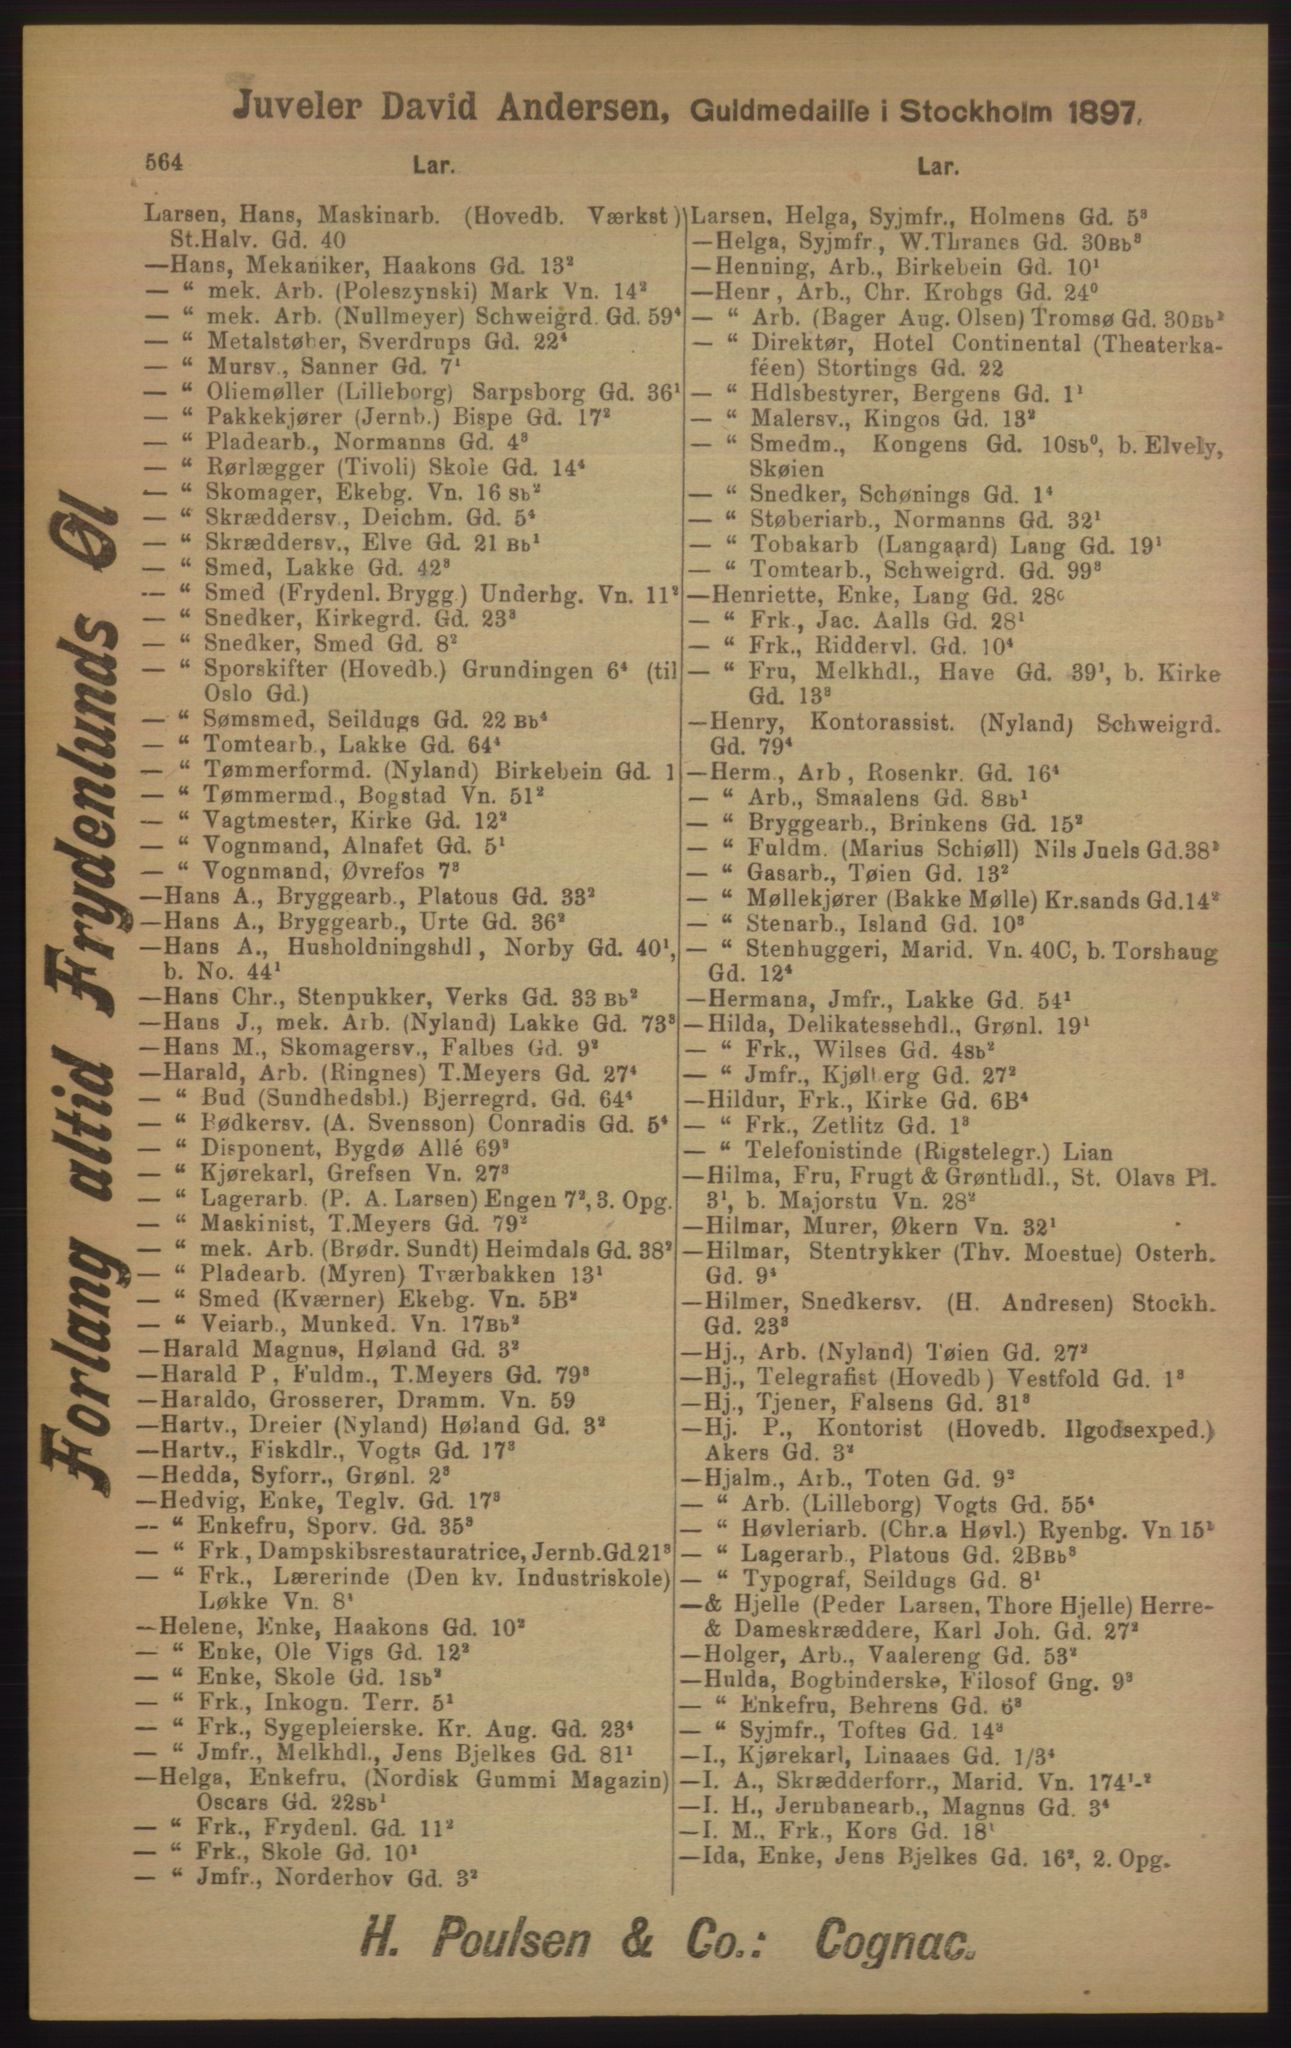 Juveler David Andersen, Guldmedaille i Stockholm 1897.
564
Lar.
Lar.
Larsen, Hans, Maskinarb. (Hovedb. Værkst)
St.Halv. Gd. 40
—Hans, Mekaniker, Haakons Gd. 13²
— “ mek. Arb. (Poleszynski) Mark Vn. 14²
— “ mek. Arb. (Nullmeyer) Schweigrd. Gd. 59⁴
— “ Metalstøber, Sverdrups Gd. 22⁴
— “ Mursv., Sanner Gd. 7¹
— “ Oliemøller (Lilleborg) Sarpsborg Gd. 36¹
— “ Pakkekjører (Jernb.) Bispe Gd. 17²
— “ Pladearb., Normanns Gd. 4³
— “ Rørlægger (Tivoli) Skole Gd. 14⁴
— “ Skomager, Ekebg. Vn. 16 Sb²
— “ Skræddersv., Deichm. Gd. 5⁴
— “ Skræddersv., Elve Gd. 21 Bb¹
— “ Smed, Lakke Gd. 42³
— “ Smed (Frydenl. Brygg.) Underhg. Vn. 11²
— “ Snedker, Kirkegrd. Gd. 23³
— “ Snedker, Smed Gd. 8²
— “ Sporskifter (Hovedb.) Grundingen 6⁴ (til
Oslo Gd.)
— “ Sømsmed, Seildugs Gd. 22 Bb⁴
— “ Tomtearb., Lakke Gd. 64⁴
— “ Tømmerformd. (Nyland) Birkebein Gd. 1
— “ Tømmermd., Bogstad Vn. 51²
— “ Vagtmester, Kirke Gd. 12²
— “ Vognmand, Alnafet Gd. 5¹
— “ Vognmand, Øvrefos 7³
—Hans A., Bryggearb., Platous Gd. 33²
—Hans A., Bryggearb., Urte Gd. 36²
—Hans A., Husholdningshdl, Norby Gd. 40¹,
b. No. 44¹
—Hans Chr., Stenpukker, Verks Gd. 33 Bb²
—Hans J., mek. Arb. (Nyland) Lakke Gd. 73³
—Hans M., Skomagersv., Falbes Gd. 9²
—Harald, Arb. (Ringnes) T.Meyers Gd. 27⁴
— “ Bud (Sundhedsbl.) Bjerregrd. Gd. 64⁴
— “ Bødkersv. (A. Svensson) Conradis Gd. 5⁴
— “ Disponent, Bygdø Allé 69³
— “ Kjørekarl, Grefsen Vn. 27³
— “ Lagerarb. (P. A. Larsen) Engen 7², 3. Opg.
— “ Maskinist, T.Meyers Gd. 79²
— “ mek. Arb. (Brødr. Sundt) Heimdals Gd. 38²
— “ Pladearb. (Myren) Tværbakken 13¹
— “ Smed (Kværner) Ekebg. Vn. 5B²
— “ Veiarb., Munked. Vn. 17Bb²
—Harald Magnus, Høland Gd. 3²
—Harald P, Fuldm., T.Meyers Gd. 79³
—Haraldo, Grosserer, Dramm. Vn. 59
—Hartv., Dreier (Nyland) Høland Gd. 3²
—Hartv., Fiskdlr., Vogts Gd. 17³
—Hedda, Syforr., Grønl. 2³
—Hedvig, Enke, Teglv. Gd. 17³
— “ Enkefru, Sporv. Gd. 35³
— “ Frk., Dampskibsrestauratrice, Jernb.Gd.21³
— “ Frk., Lærerinde (Den kv. Industriskole)
Løkke Vn. 8¹
—Helene, Enke, Haakons Gd. 10²
— “ Enke, Ole Vigs Gd. 12²
— “ Enke, Skole Gd. 1Sb²
— “ Frk., Inkogn. Terr. 5¹
— “ Frk., Sygepleierske. Kr. Aug. Gd. 23⁴
— “ Jmfr., Melkhdl., Jens Bjelkes Gd. 81¹
—Helga, Enkefru, (Nordisk Gummi Magazin)
Oscars Gd. 22Sb¹
— “ Frk., Frydenl. Gd. 11²
— “ Frk., Skole Gd. 10¹
— “ Jmfr., Norderhov Gd. 3²
Larsen, Helga, Syjmfr., Holmens Gd. 5³
—Helga, Syjmfr., W.Thranes Gd. 30Bb³
—Henning, Arb., Birkebein Gd. 10¹
—Henr, Arb., Chr. Krohgs Gd. 24⁰
— “ Arb. (Bager Aug. Olsen) Tromsø Gd. 30Bb²
— “ Direktør, Hotel Continental (Theaterka-
féen) Stortings Gd. 22
— “ Hdlsbestyrer, Bergens Gd. 1¹
— “ Malersv., Kingos Gd. 13²
— “ Smedm., Kongens Gd. 10Sb⁰, b. Elvely,
Skøien
— “ Snedker, Schønings Gd. 1⁴
— “ Støberiarb., Normanns Gd. 32¹
— “ Tobakarb (Langaard) Lang Gd. 19¹
— “ Tomtearb., Schweigrd. Gd. 99³
—Henriette, Enke, Lang Gd. 28⁰
— “ Frk., Jac. Aalls Gd. 28¹
— “ Frk., Riddervl. Gd. 10⁴
— “ Fru, Melkhdl., Have Gd. 39¹, b. Kirke
Gd. 13³
—Henry, Kontorassist. (Nyland) Schweigrd.
Gd. 79⁴
—Herm., Arb, Rosenkr. Gd. 16⁴
— “ Arb., Smaalens Gd. 8Bb¹
— “ Bryggearb., Brinkens Gd. 15²
— “ Fuldm. (Marius Schiøll) Nils Juels Gd.38²
— “ Gasarb., Tøien Gd. 13²
— “ Møllekjører (Bakke Mølle) Kr.sands Gd.14²
— “ Stenarb., Island Gd. 10³
— “ Stenhuggeri, Marid. Vn. 40C, b. Torshaug
Gd. 12⁴
—Hermana, Jmfr., Lakke Gd. 54¹
—Hilda, Delikatessehdl., Grønl. 19¹
— “ Frk., Wilses Gd. 4Sb²
— “ Jmfr., Kjølberg Gd. 27²
—Hildur, Frk., Kirke Gd. 6B⁴
— “ Frk., Zetlitz Gd. 1³
— “ Telefonistinde (Rigstelegr.) Lian
—Hilma, Fru, Frugt & Grønthdl., St. Olavs Pl.
3¹, b. Majorstu Vn. 28²
—Hilmar, Murer, Økern Vn. 32¹
—Hilmar, Stentrykker (Thv. Moestue) Osterh.
Gd. 9⁴
—Hilmer, Snedkersv. (H. Andresen) Stockh.
Gd. 23³
—Hj., Arb. (Nyland) Tøien Gd. 27²
—Hj., Telegrafist (Hovedb) Vestfold Gd. 1³
—Hj., Tjener, Falsens Gd. 31³
—Hj. P., Kontorist (Hovedb. Ilgodsexped.)
Akers Gd. 3²
—Hjalm., Arb., Toten Gd. 9²
— “ Arb. (Lilleborg) Vogts Gd. 55⁴
— “ Høvleriarb. (Chr.a Høvl.) Ryenbg. Vn 15²
— “ Lagerarb., Platous Gd. 2BBb³
— “ Typograf, Seildugs Gd. 8¹
—& Hjelle (Peder Larsen, Thore Hjelle) Herre-
& Dameskræddere, Karl Joh. Gd. 27²
—Holger, Arb., Vaalereng Gd. 53²
—Hulda, Bogbinderske, Filosof Gng. 9³
— “ Enkefru, Behrens Gd. 6³
— “ Syjmfr., Toftes Gd. 14³
—I., Kjørekarl, Linaaes Gd. 1/3⁴
—I. A., Skrædderforr., Marid. Vn. 174¹-²
—I. H., Jernbanearb., Magnus Gd. 3⁴
—I. M., Frk., Kors Gd. 18¹
—Ida, Enke, Jens Bjelkes Gd. 16², 2. Opg.
Forlang altid Frydenlunds Øl
H. Poulsen & Co.: Cognac.